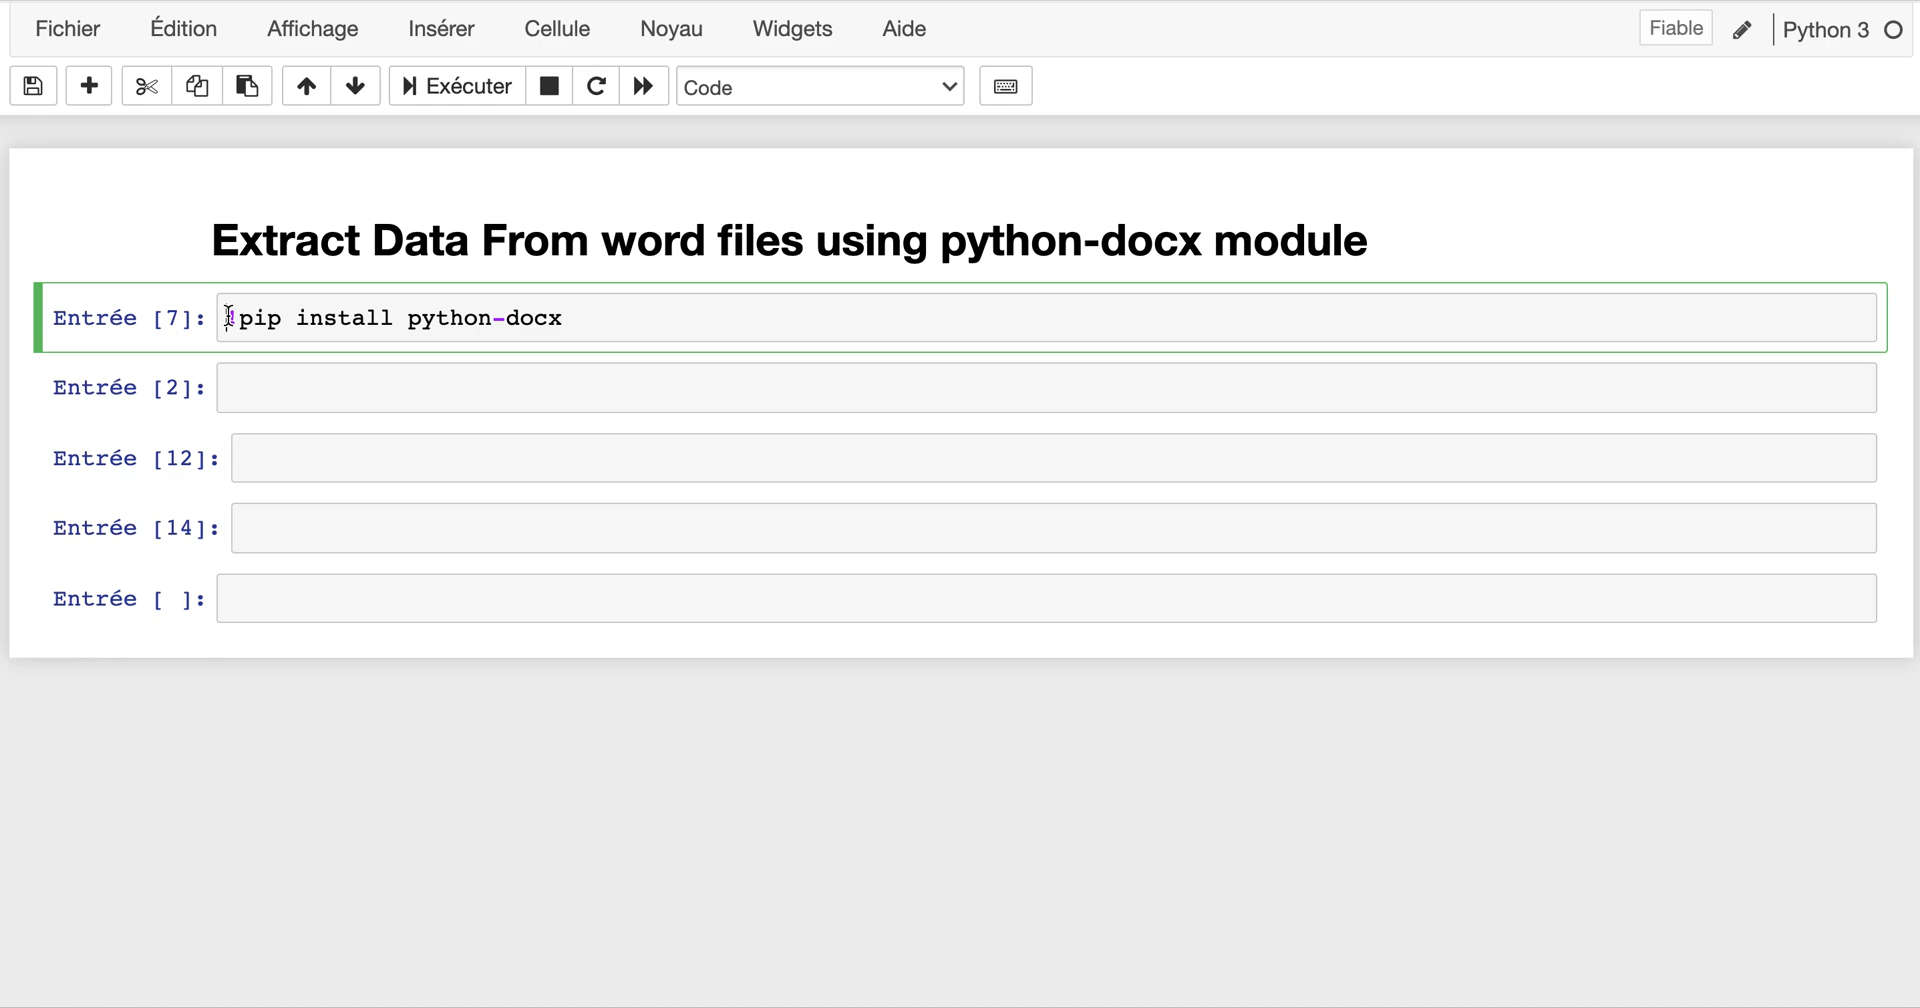 Fichier Édition Affichage Insérer Cellule Noyau Widgets Aide Fiable Python 3
Exécuter Code
Extract Data From word files using python-docx module
Entrée [7]: !pip install python-docx
Entrée [2]:
Entrée [12]:
Entrée [14]:
Entrée [ ]: